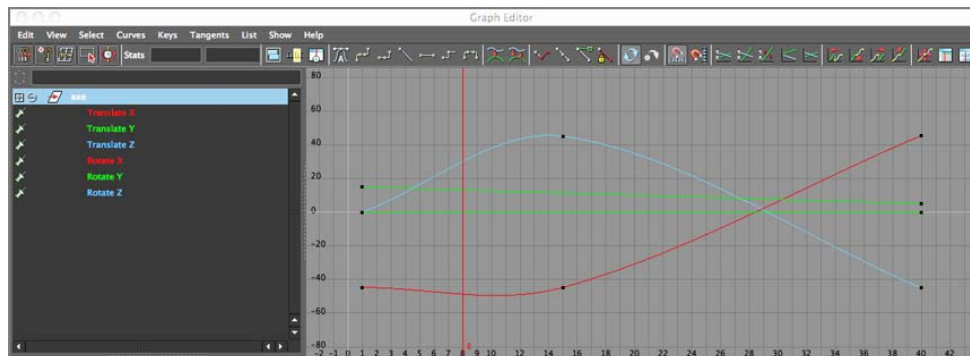 Graph Editor
Edit View Select Curves Keys Tangents List Show Help
Stats
axe
Translate X
Translate Y
Translate Z
Rotate X
Rotate Y
Rotate Z
80
60
40
20
0
-20
-40
-60
-80
8
-2 -1 0 1 2 3 4 5 6 7 8 9 10 12 14 16 18 20 22 24 26 28 30 32 34 36 38 40 42